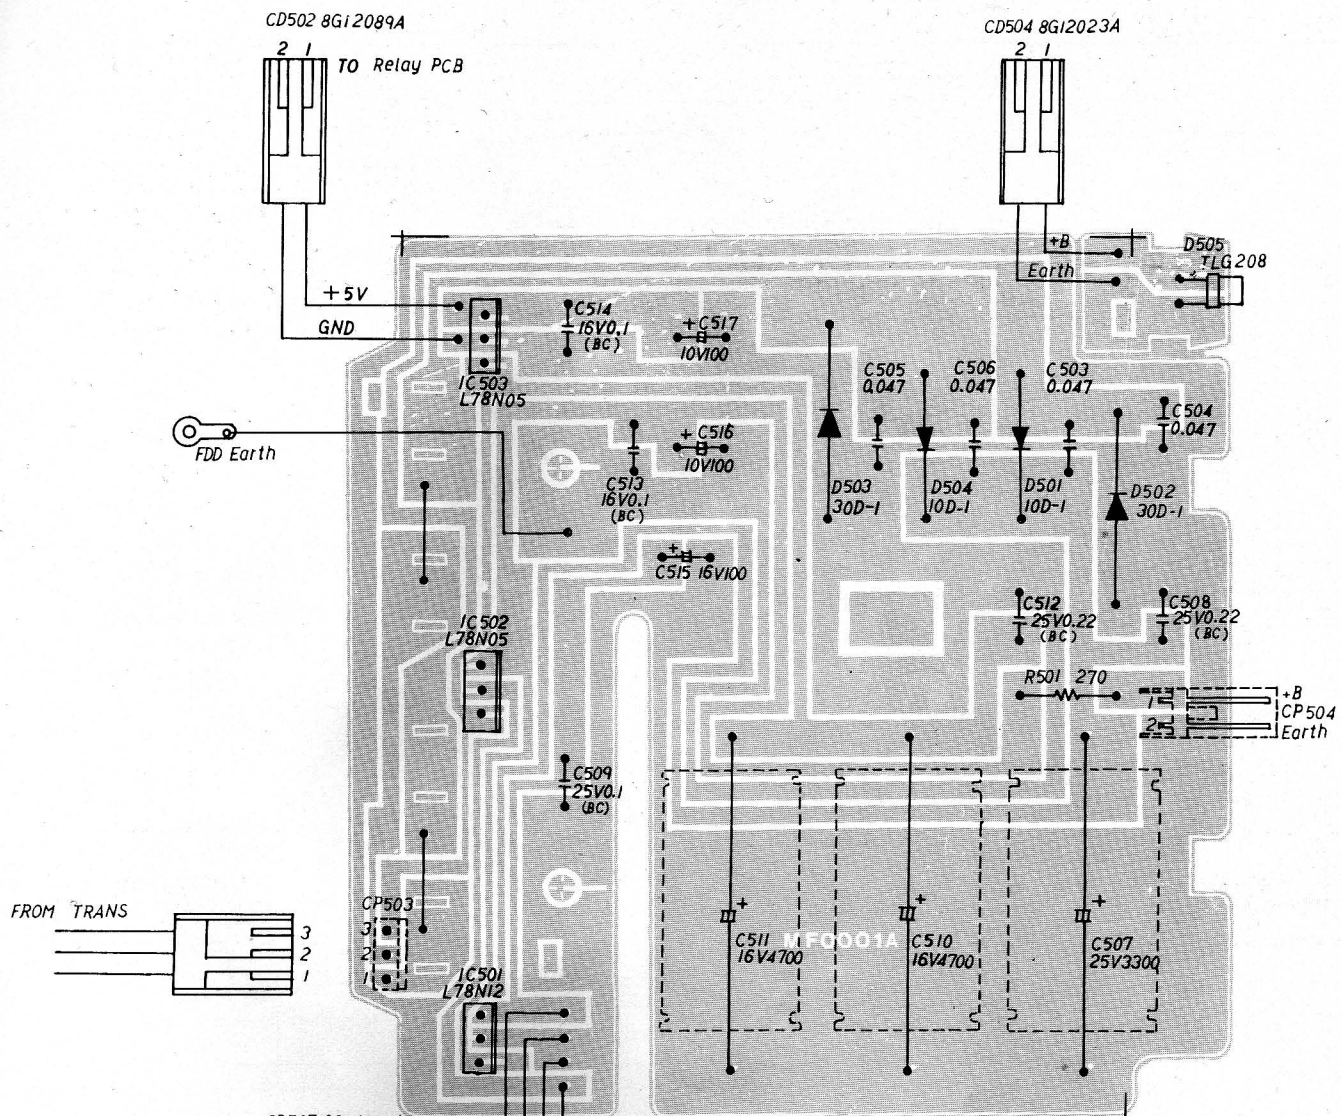 CD502 8G12089A
2 1
TO Relay PCB
CD504 8G12023A
2 1
+B
Earth
D505
TLG208
+5V
GND
C514
16V0.1
(BC)
+ C517
10V100
IC503
L78N05
C505
0.047
C506
0.047
C503
0.047
C504
0.047
FDD Earth
+ C516
10V100
C513
16V0.1
(BC)
D503
30D-1
D504
10D-1
D501
10D-1
D502
30D-1
+
C515 16V100
IC502
L78N05
C512
25V0.22
(BC)
C508
25V0.22
(BC)
R501 270
1
2
+B
CP504
Earth
C509
25V0.1
(BC)
FROM TRANS
3
2
1
CP503
3
2
1
IC501
L78N12
+
C511
16V4700
MF0001A
+
C510
16V4700
+
C507
25V3300